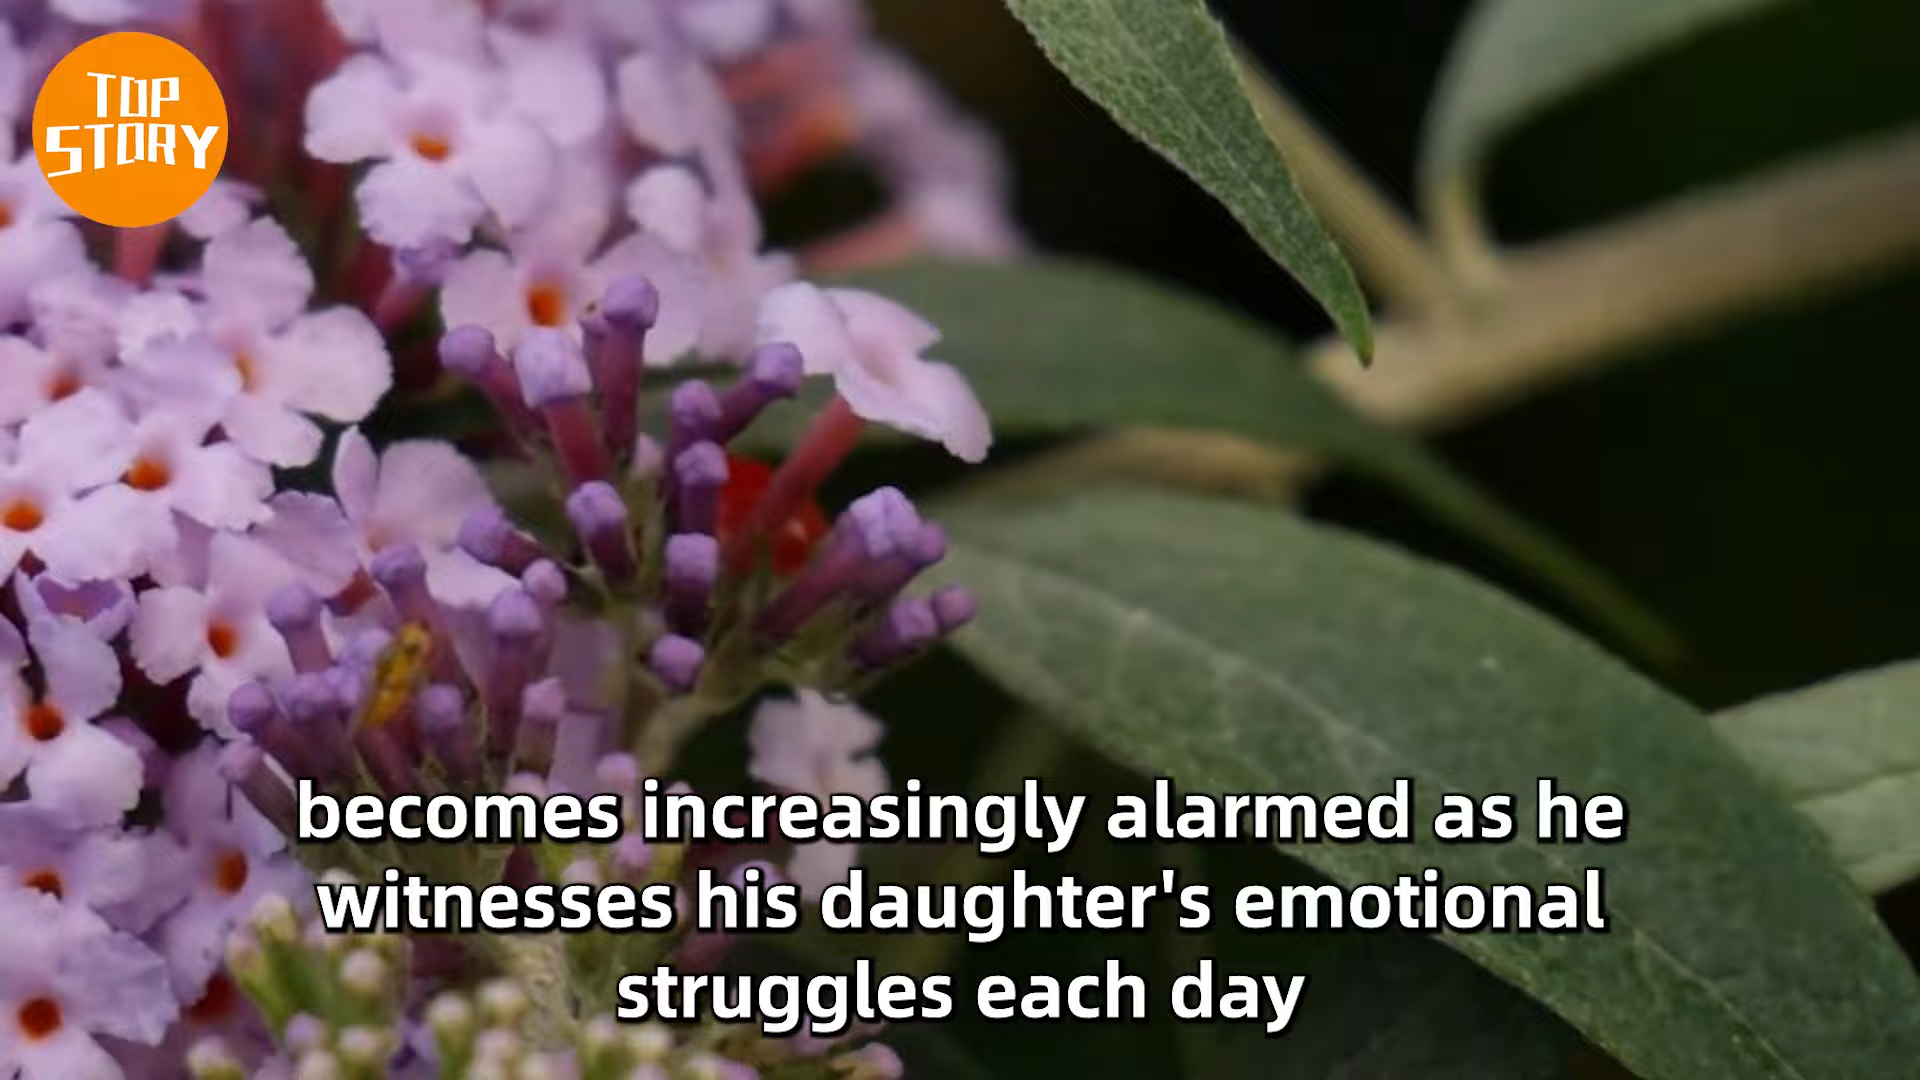 TOP
STORY
becomes increasingly alarmed as he
witnesses his daughter's emotional
struggles each day